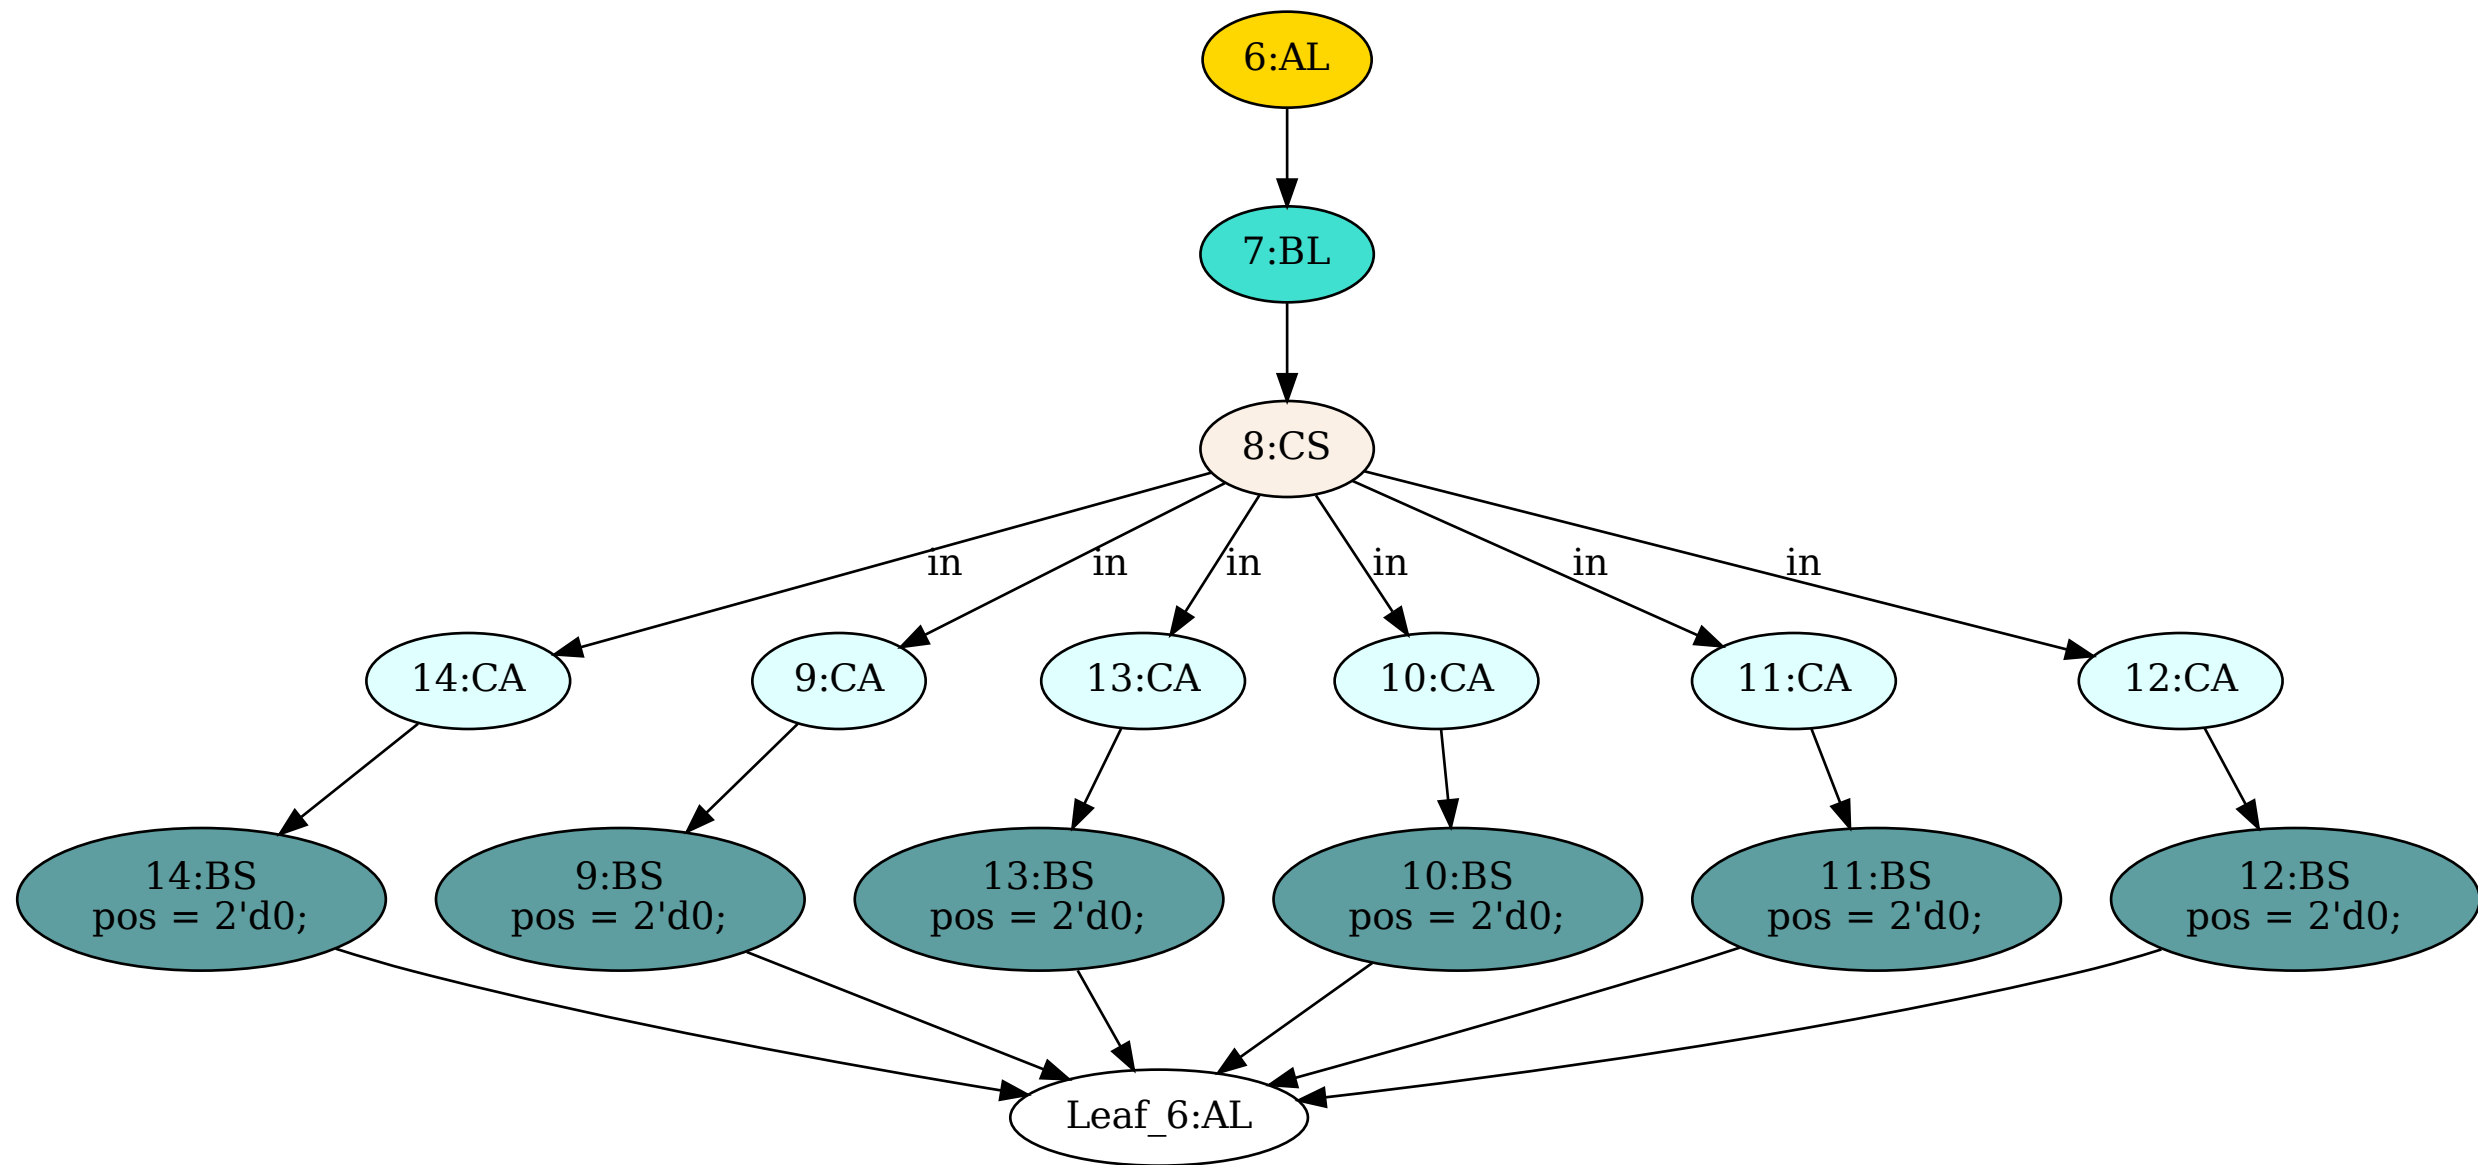 6:AL
7:BL
8:CS
in
in
in
in
in
in
14:CA
9:CA
13:CA
10:CA
11:CA
12:CA
14:BS
pos = 2'd0;
9:BS
pos = 2'd0;
13:BS
pos = 2'd0;
10:BS
pos = 2'd0;
11:BS
pos = 2'd0;
12:BS
pos = 2'd0;
Leaf_6:AL